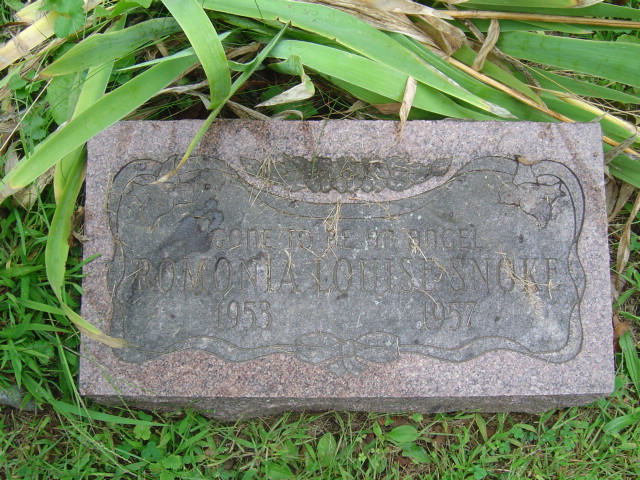 GONE TO BE AN ANGEL
ROMONIA LOUISE SNOKE
1953 1957